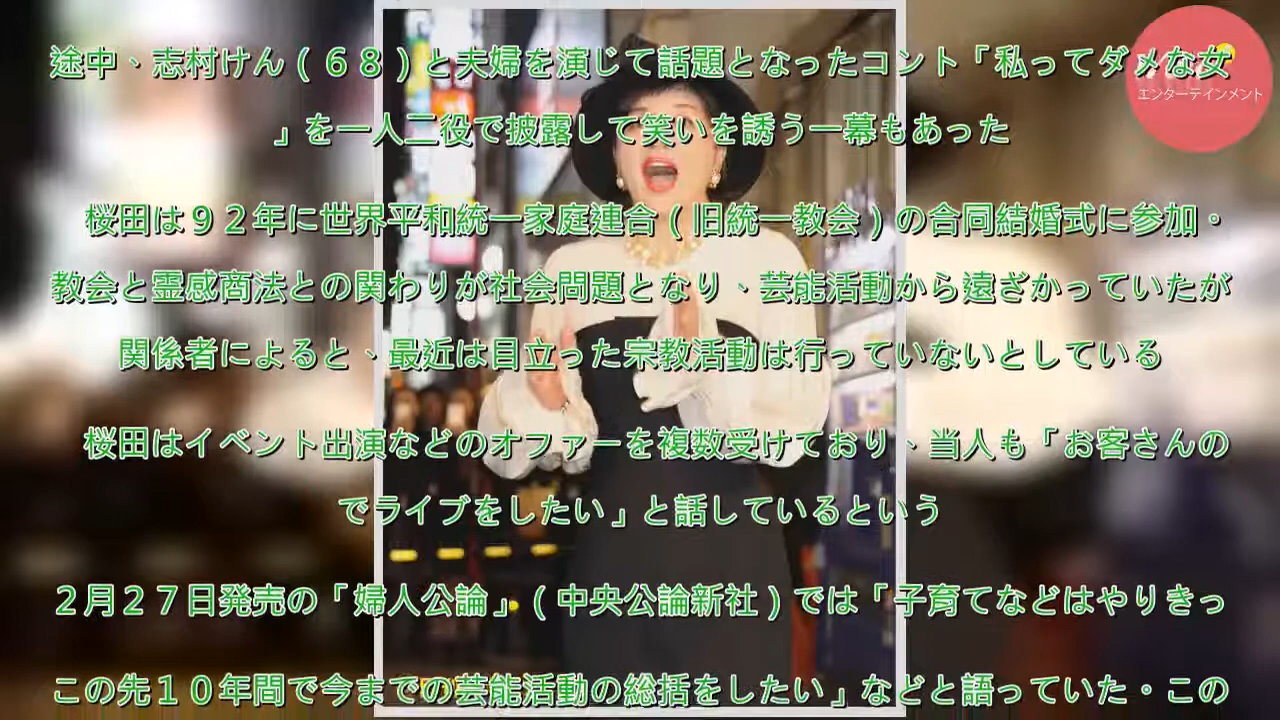 途中、志村けん(６８)と夫婦を演じて話題となったコント「私ってダメな女
」を一人二役で披露して笑いを誘う一幕もあった
桜田は９２年に世界平和統一家庭連合(旧統一教会)の合同結婚式に参加・
教会と霊感商法との関わりが社会問題となり、芸能活動から遠ざかっていたが
関係者によると、最近は目立った宗教活動は行っていないとしている
桜田はイベント出演などのオファーを複数受けており、当人も「お客さんの
でライブをしたい」と話しているという
２月２７日発売の「婦人公論」(中央公論新社)では「子育てなどはやりきっ
この先１０年間で今までの芸能活動の総括をしたい」などと語っていた・この
エンターテインメント